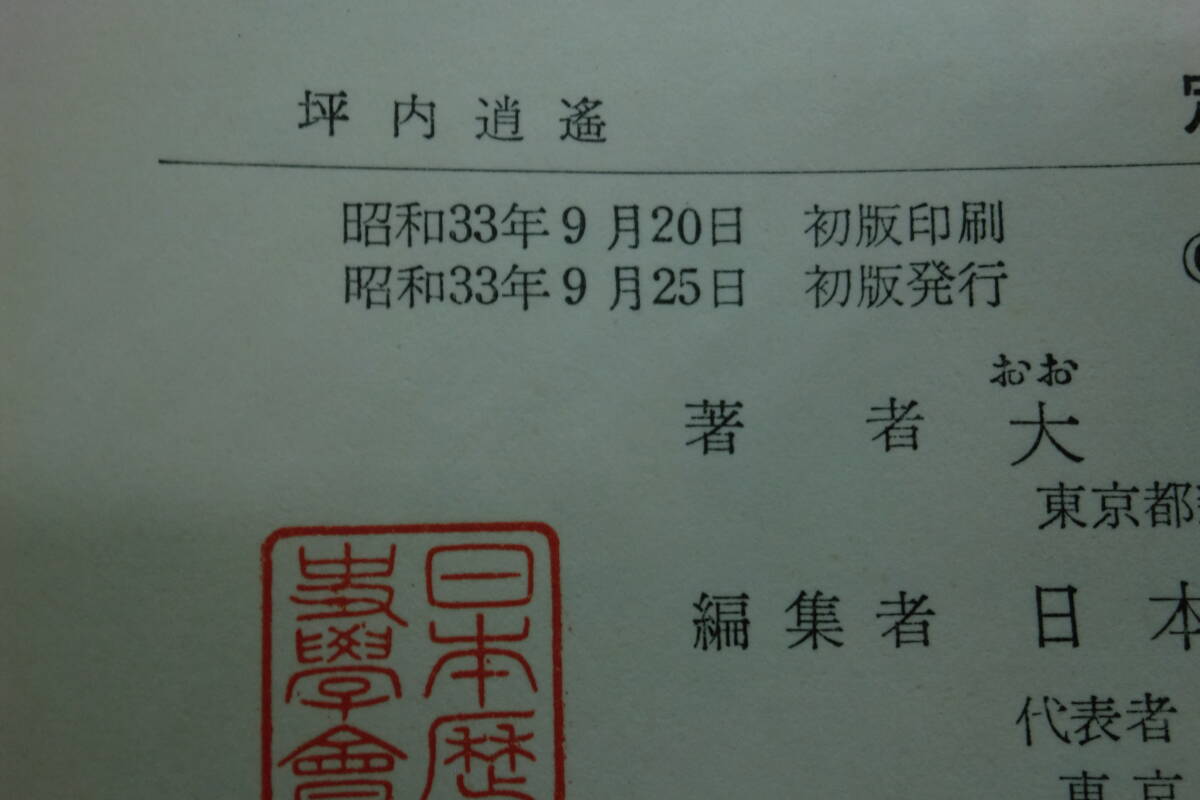 坪内逍遙
昭和33年9月20日 初版印刷
昭和33年9月25日 初版発行
おお
著者 大
東京都
編集者 日本
代表者
東京
日本歴
史學會